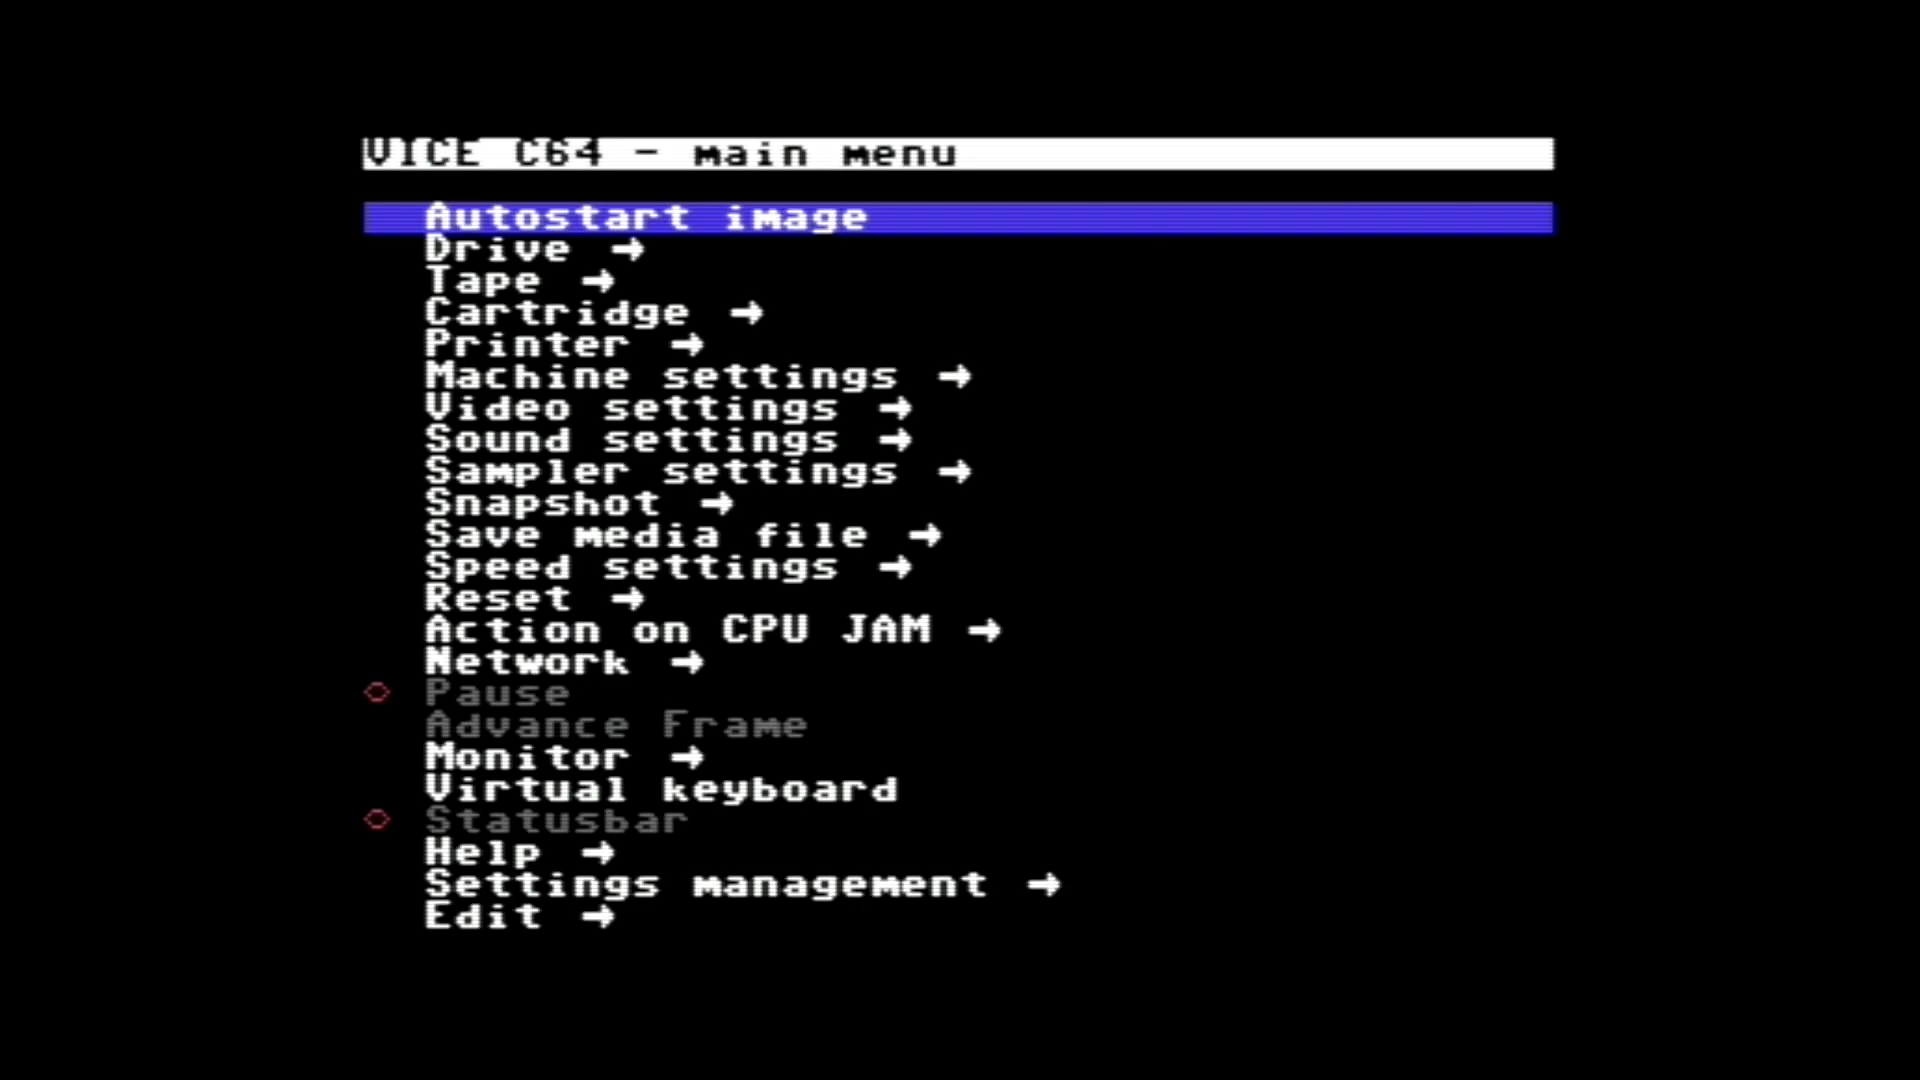 VICE C64 - main menu
Autostart image
Drive →
Tape →
Cartridge →
Printer →
Machine settings →
Video settings →
Sound settings →
Sampler settings →
Snapshot →
Save media file →
Speed settings →
Reset →
Action on CPU JAM →
Network →
Pause
Advance Frame
Monitor →
Virtual keyboard
Statusbar
Help →
Settings management →
Edit →